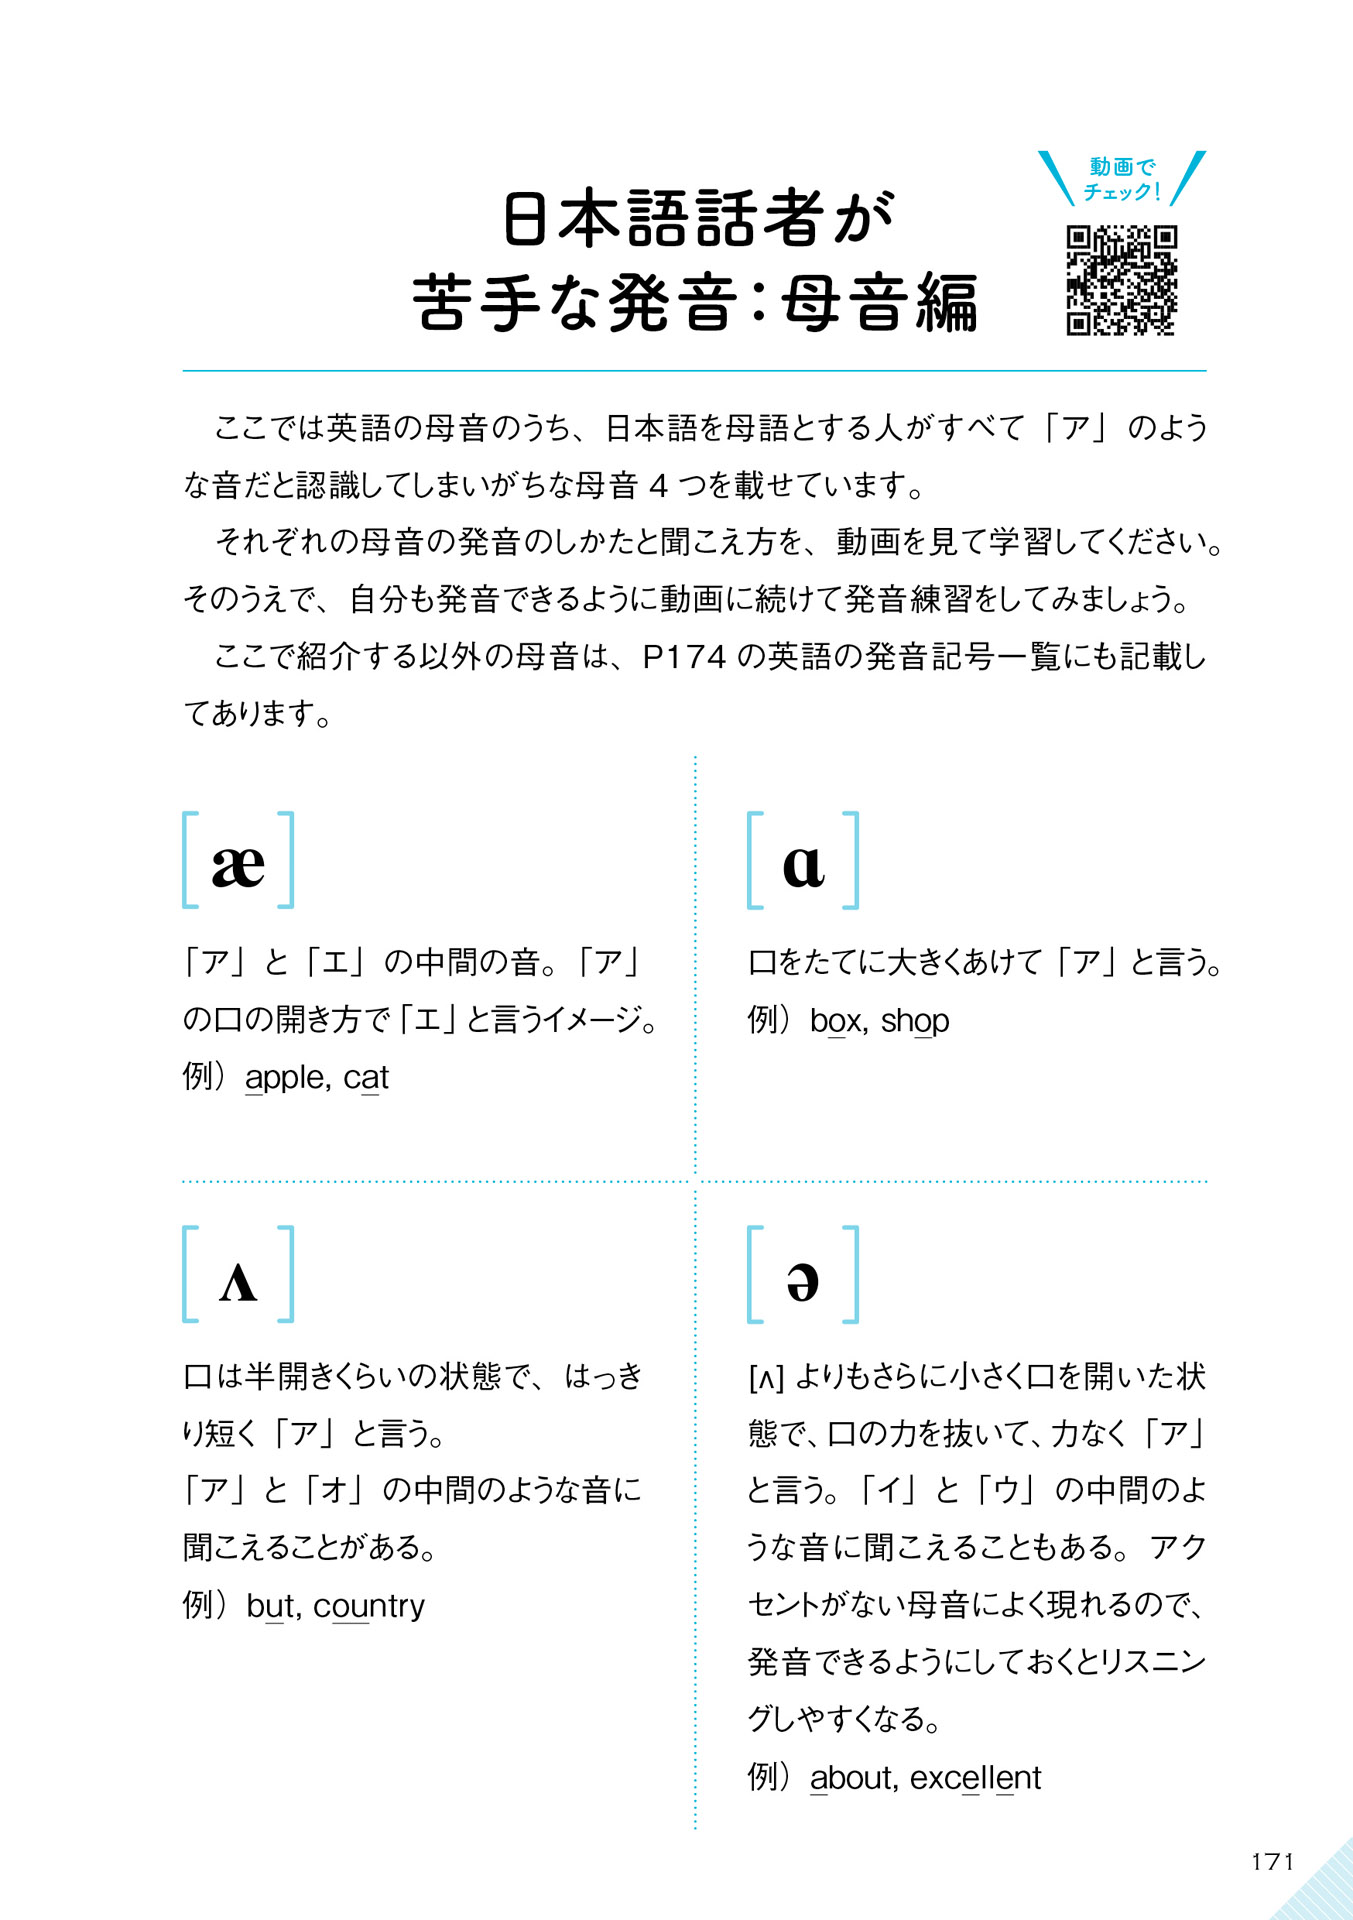 動画で
チェック！
日本語話者が
苦手な発音：母音編
ここでは英語の母音のうち、日本語を母語とする人がすべて「ア」のよう
な音だと認識してしまいがちな母音 4 つを載せています。
それぞれの母音の発音のしかたと聞こえ方を、動画を見て学習してください。
そのうえで、自分も発音できるように動画に続けて発音練習をしてみましょう。
ここで紹介する以外の母音は、P174 の英語の発音記号一覧にも記載し
てあります。
[æ]
「ア」と「エ」の中間の音。「ア」
の口の開き方で「エ」と言うイメージ。
例）apple, cat
[ɑ]
口をたてに大きくあけて「ア」と言う。
例）box, shop
[ʌ]
口は半開きくらいの状態で、はっき
り短く「ア」と言う。
「ア」と「オ」の中間のような音に
聞こえることがある。
例）but, country
[ə]
[ʌ] よりもさらに小さく口を開いた状
態で、口の力を抜いて、力なく「ア」
と言う。「イ」と「ウ」の中間のよ
うな音に聞こえることもある。アク
セントがない母音によく現れるので、
発音できるようにしておくとリスニン
グしやすくなる。
例）about, excellent
171